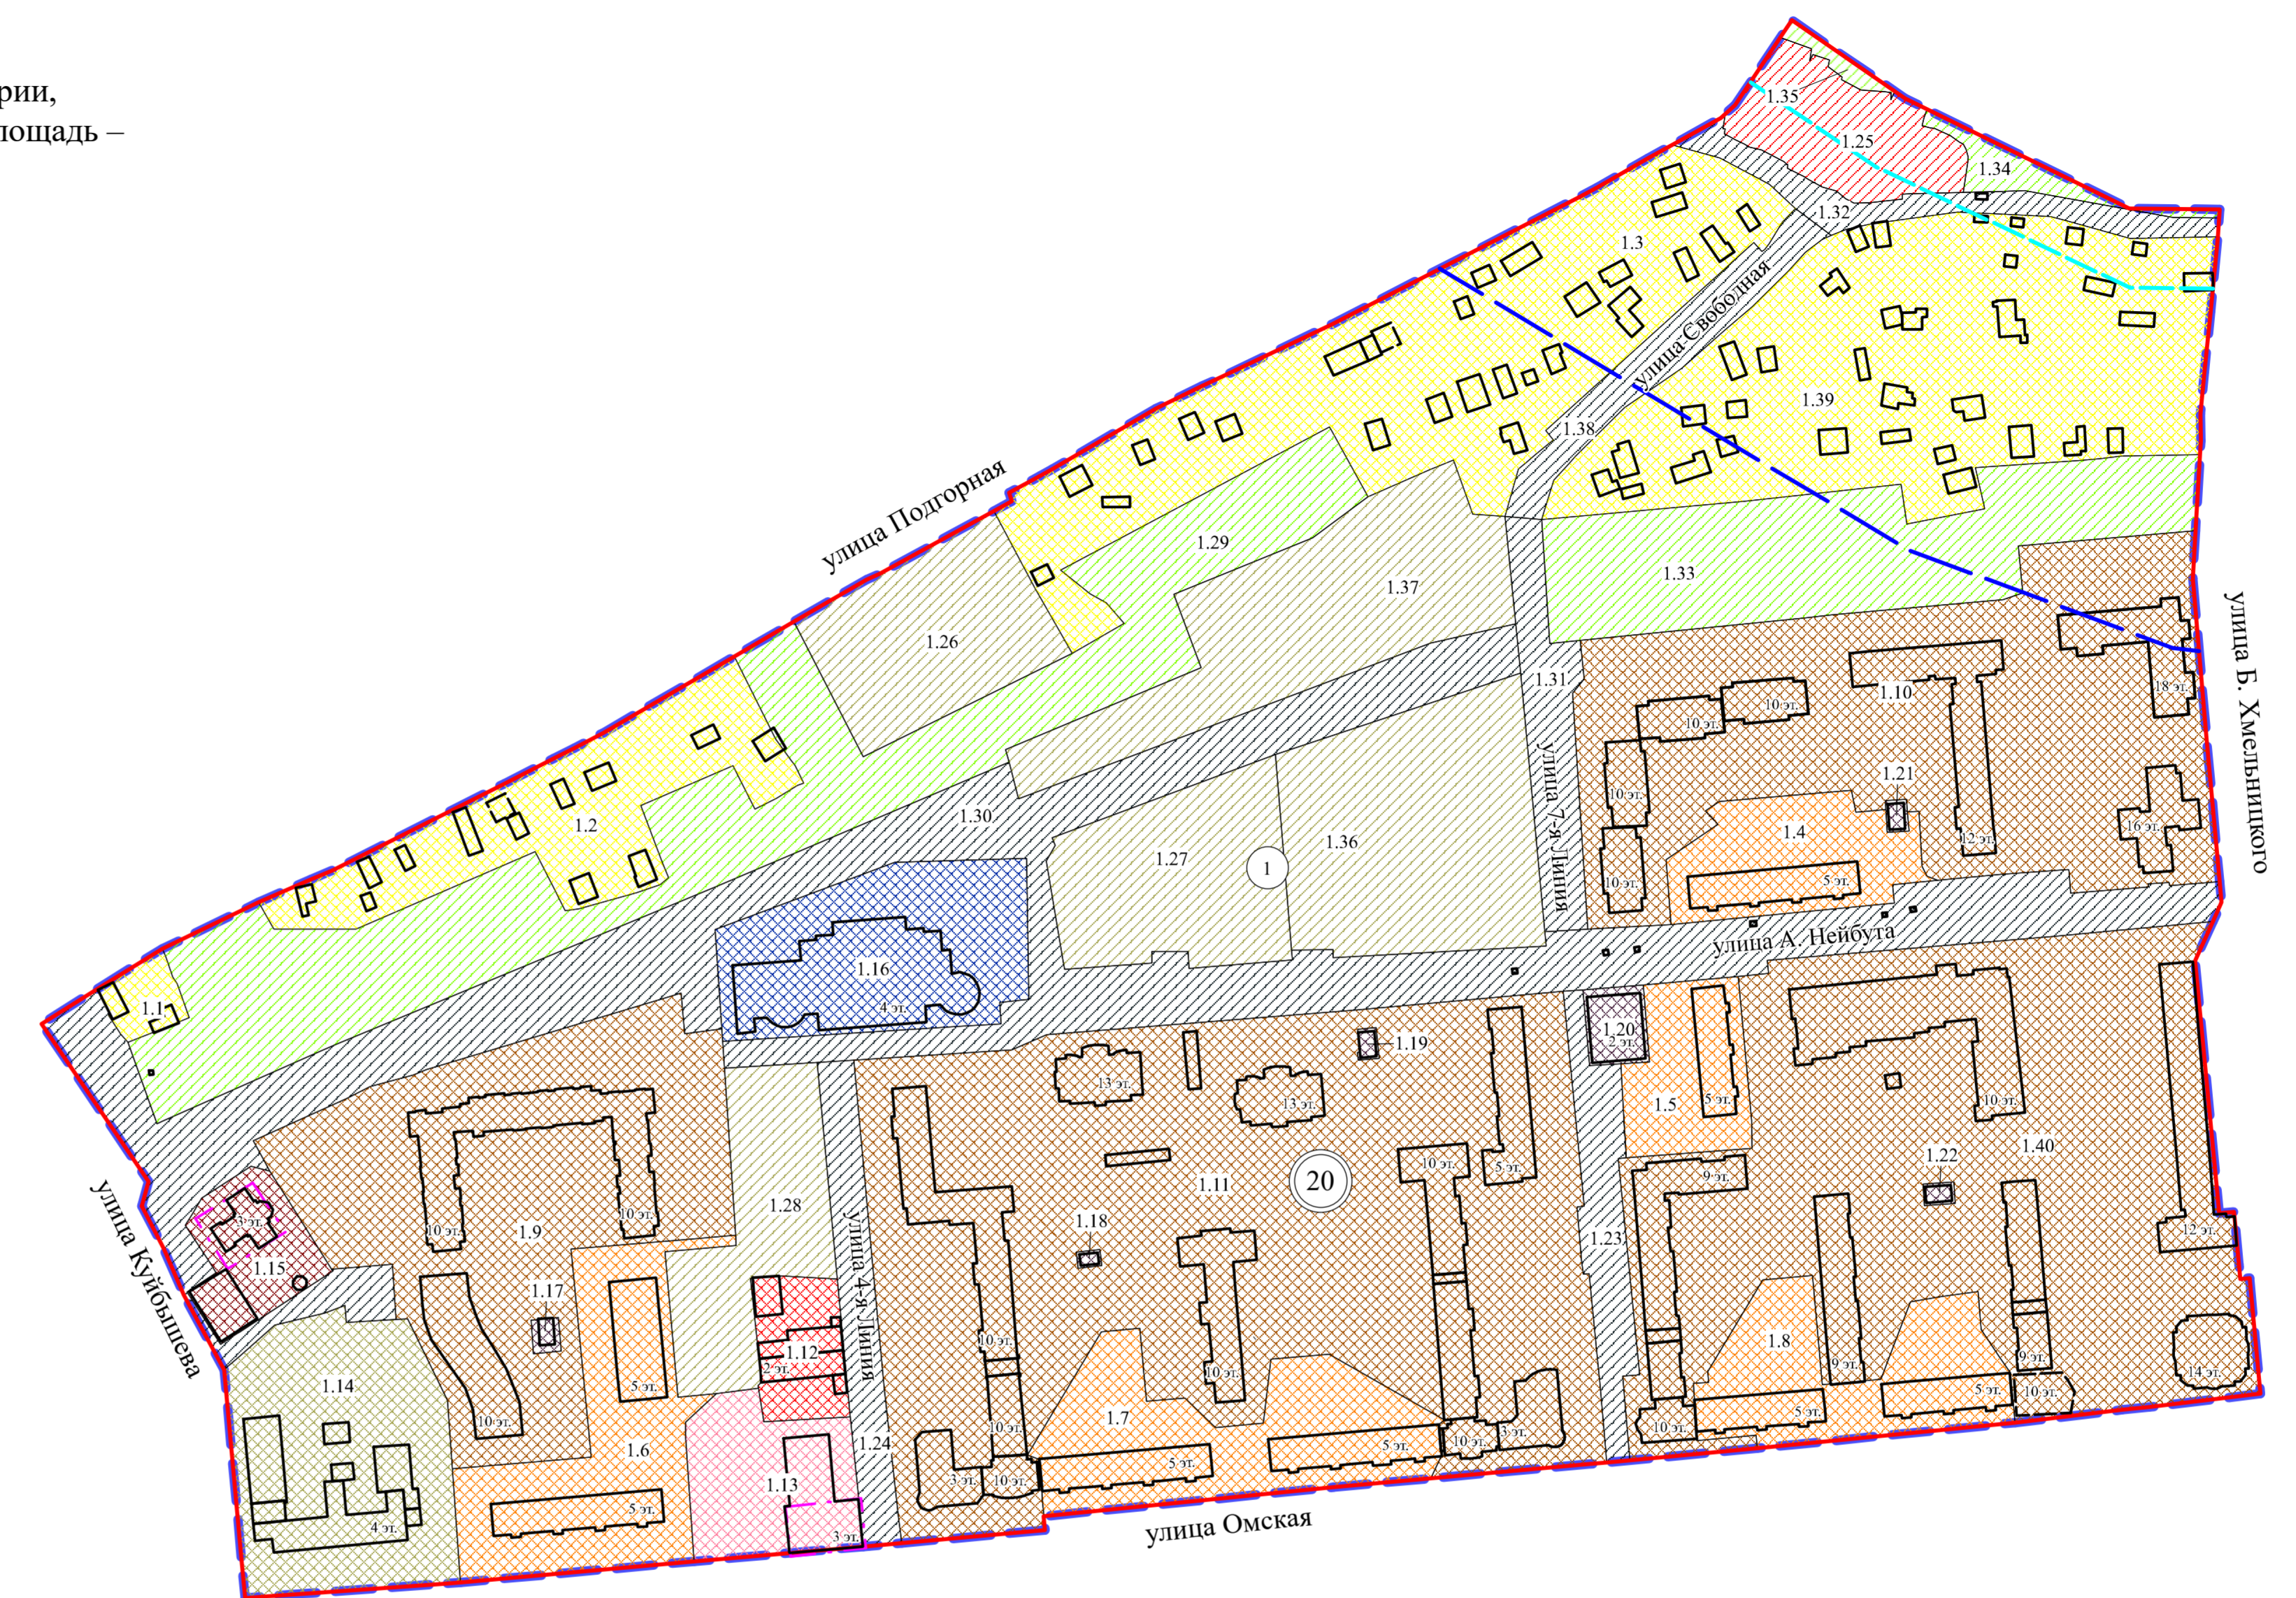 рии,
лощадь –
1.35
1.25
1.34
1.32
1.3
улица Свободная
1.39
1.38
улица Подгорная
1.29
1.33
1.37
1.26
улица Б. Хмельницкого
1.31
1.10
18 эт.
10 эт.
10 эт.
улица 7-я Линия
1.21
10 эт.
1.2
1.30
1.4
16 эт.
12 эт.
1.36
1.27
1
10 эт.
5 эт.
улица А. Нейбута
1.16
4 эт.
1.1
1.20
2 эт.
1.19
13 эт.
13 эт.
1.5
5 эт.
10 эт.
1.40
1.22
10 эт.
5 эт.
9 эт.
20
1.11
1.28
улица Куйбышева
3 эт.
10 эт.
10 эт.
1.9
1.18
1.23
12 эт.
1.15
1.17
улица 4-я Линия
10 эт.
1.12
2 эт.
1.8
9 эт.
9 эт.
14 эт.
10 эт.
1.14
5 эт.
10 эт.
10 эт.
1.7
5 эт.
5 эт.
10 эт.
10 эт.
3 эт.
10 эт.
1.24
1.6
5 эт.
5 эт.
1.13
3 эт.
10 эт.
5 эт.
4 эт.
3 эт.
улица Омская